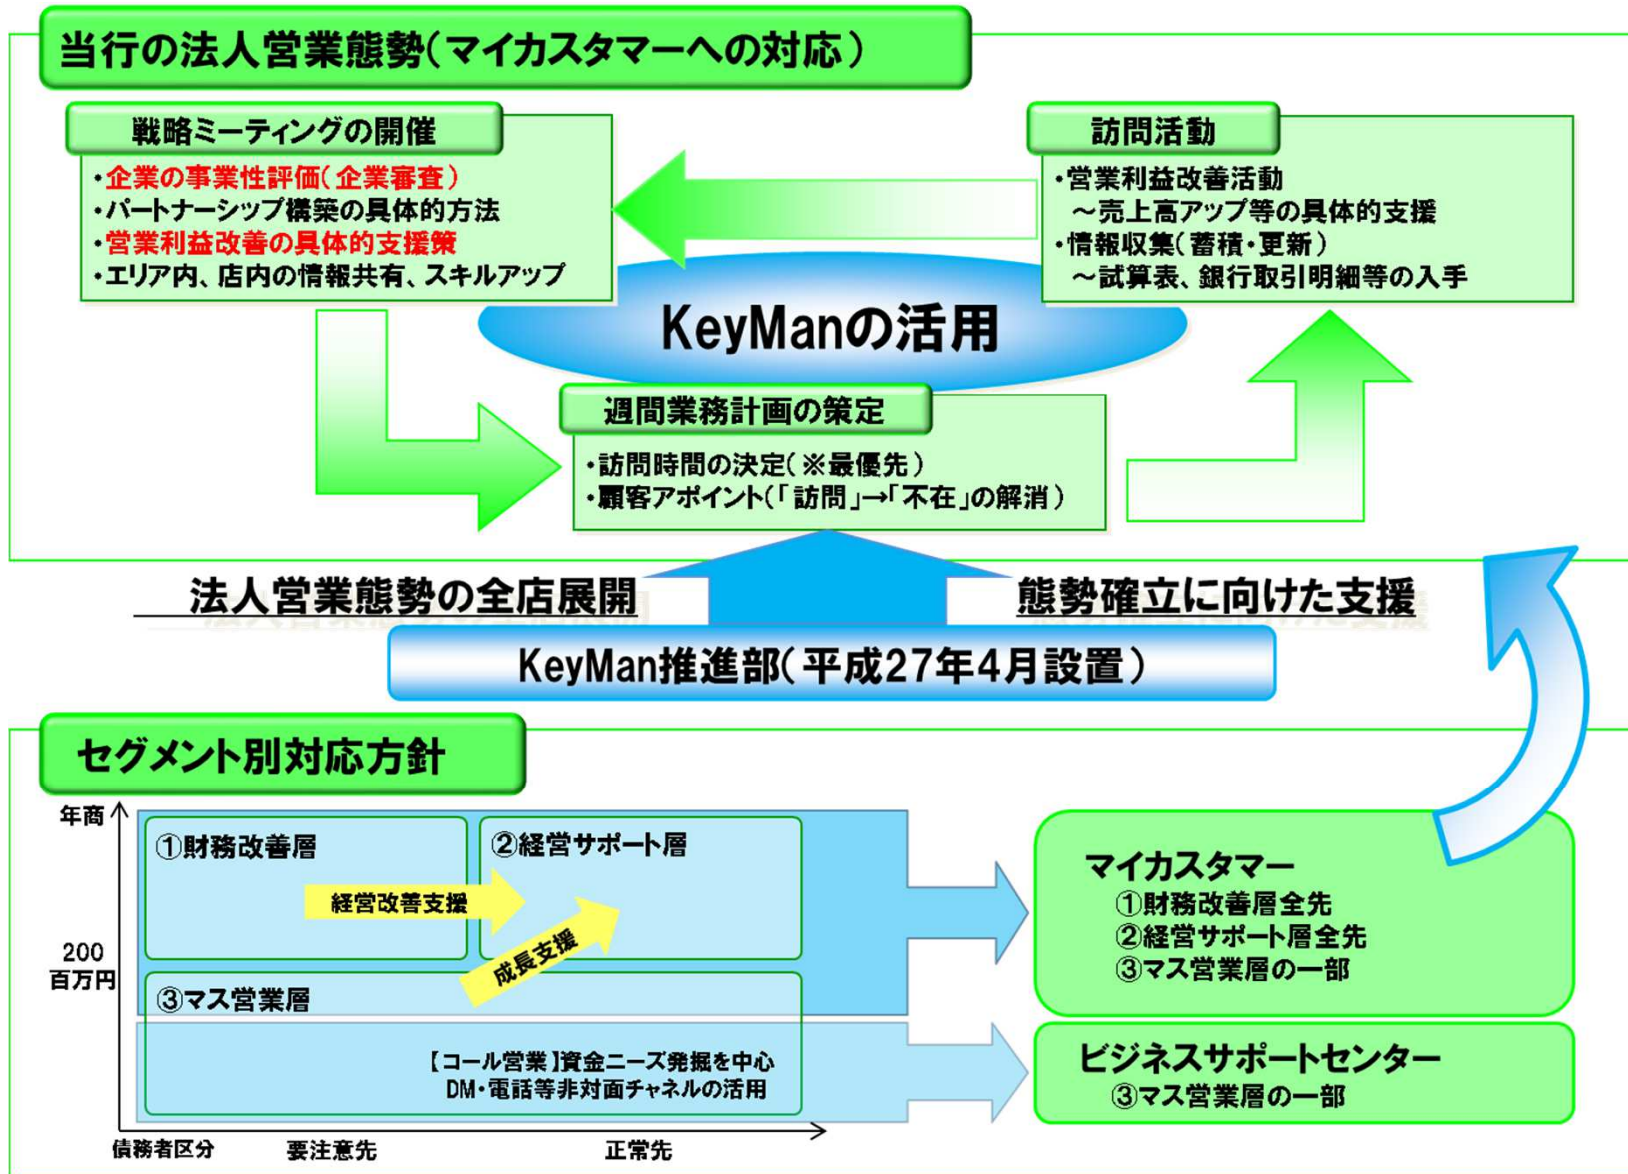 当行の法人営業態勢(マイカスタマーへの対応)
戦略ミーティングの開催
・企業の事業性評価(企業審査)
・パートナーシップ構築の具体的方法
・営業利益改善の具体的支援策
・エリア内、店内の情報共有、スキルアップ
訪問活動
・営業利益改善活動
～売上高アップ等の具体的支援
・情報収集(蓄積・更新)
～試算表、銀行取引明細等の入手
KeyManの活用
週間業務計画の策定
・訪問時間の決定(※最優先)
・顧客アポイント(「訪問」→「不在」の解消)
法人営業態勢の全店展開
態勢確立に向けた支援
KeyMan推進部(平成27年4月設置)
セグメント別対応方針
年商
①財務改善層
②経営サポート層
経営改善支援
成長支援
200
百万円
③マス営業層
【コール営業】資金ニーズ発掘を中心
DM・電話等非対面チャネルの活用
債務者区分
要注意先
正常先
マイカスタマー
①財務改善層全先
②経営サポート層全先
③マス営業層の一部
ビジネスサポートセンター
③マス営業層の一部